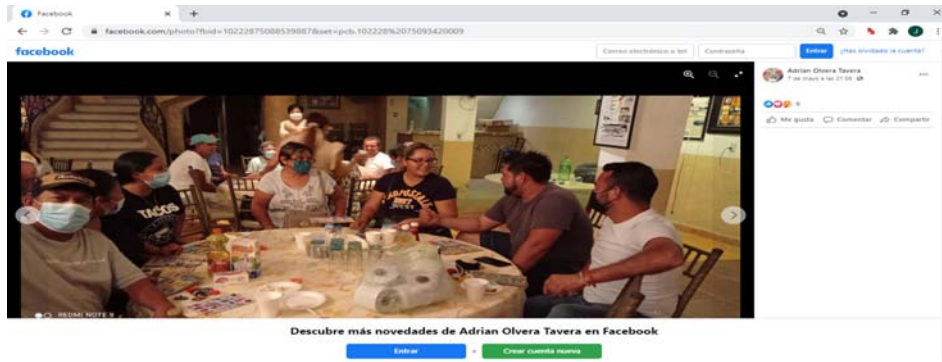 Facebook
facebook.com/photo?fbid=10222875088539887&set=pcb.102228%2075093420009
facebook
Correo electrónico o tel
Contraseña
Entrar
¿Has olvidado la cuenta?
Adrian Olvera Tavera
7 de mayo a las 21:58
6
Me gusta
Comentar
Compartir
TACOS
REDMI NOTE 9
Descubre más novedades de Adrian Olvera Tavera en Facebook
Entrar
o
Crear cuenta nueva